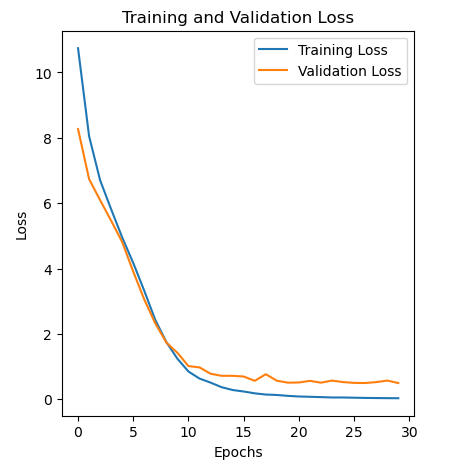 Training and Validation Loss
Training Loss
Validation Loss
10
8
6
4
2
0
Loss
0 5 10 15 20 25 30
Epochs